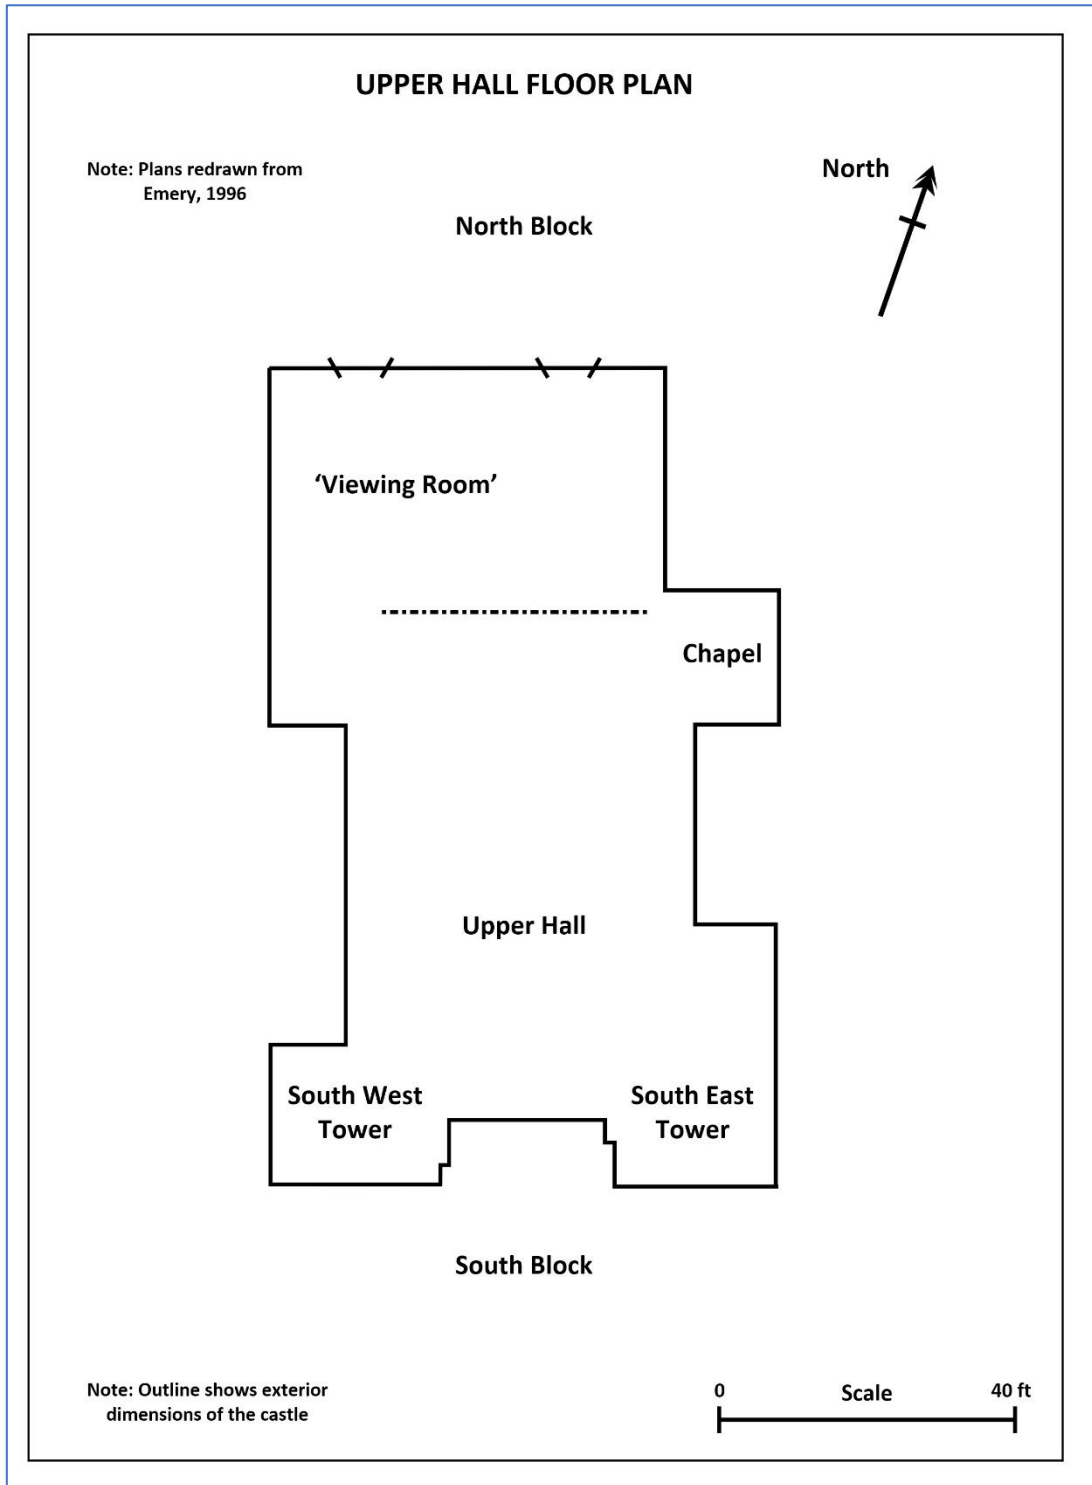 UPPER HALL FLOOR PLAN
Note: Plans redrawn from
Emery, 1996
North
North Block
‘Viewing Room’
Chapel
Upper Hall
South West
Tower
South East
Tower
South Block
Note: Outline shows exterior
dimensions of the castle
0 Scale 40 ft